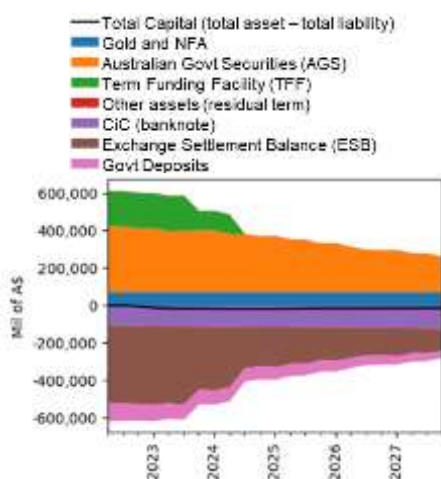 Total Capital (total asset – total liability)
Gold and NFA
Australian Govt Securities (AGS)
Term Funding Facility (TFF)
Other assets (residual term)
CiC (banknote)
Exchange Settlement Balance (ESB)
Govt Deposits
600,000
400,000
200,000
0
-200,000
-400,000
-600,000
Mil of A$
2023
2024
2025
2026
2027